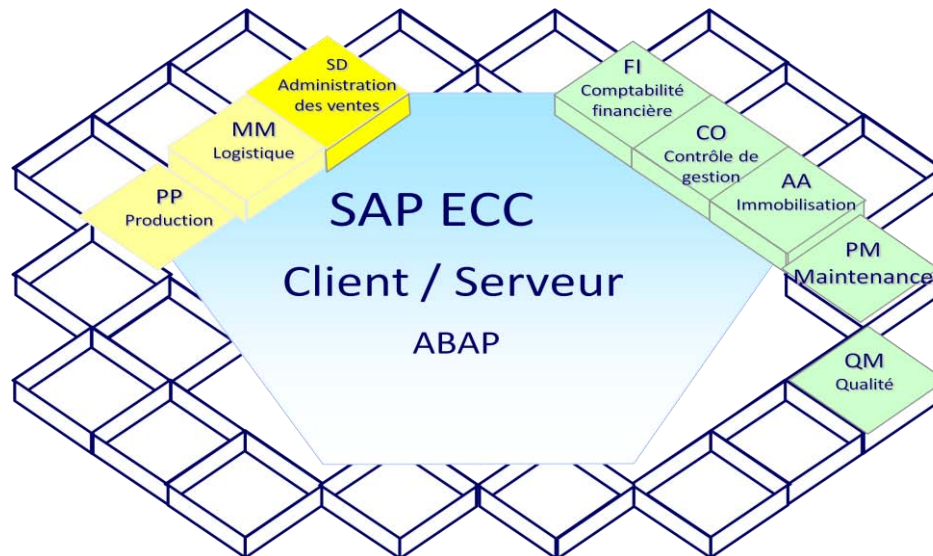 SD
Administration
des ventes
MM
Logistique
PP
Production
FI
Comptabilité
financière
CO
Contrôle de
gestion
AA
Immobilisation
PM
Maintenance
QM
Qualité
SAP ECC
Client / Serveur
ABAP